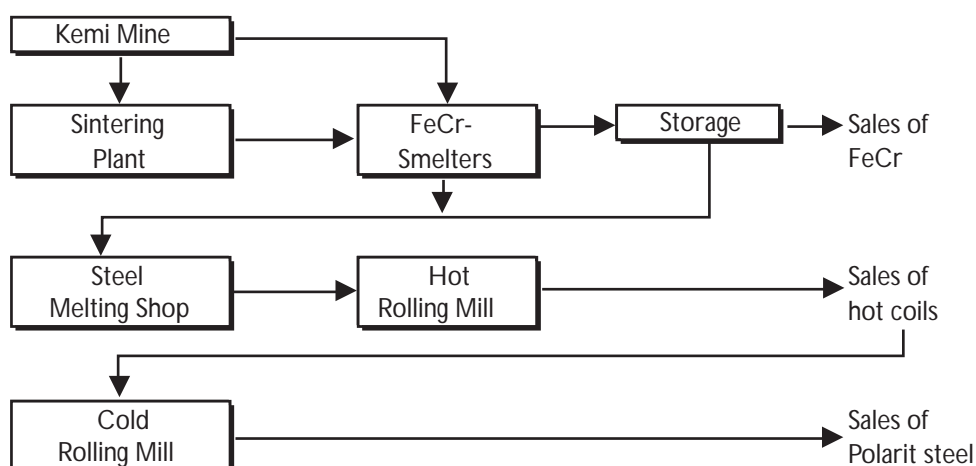 Kemi Mine
Sintering
Plant
FeCr-
Smelters
Storage
Sales of
FeCr
Steel
Melting Shop
Hot
Rolling Mill
Sales of
hot coils
Cold
Rolling Mill
Sales of
Polarit steel